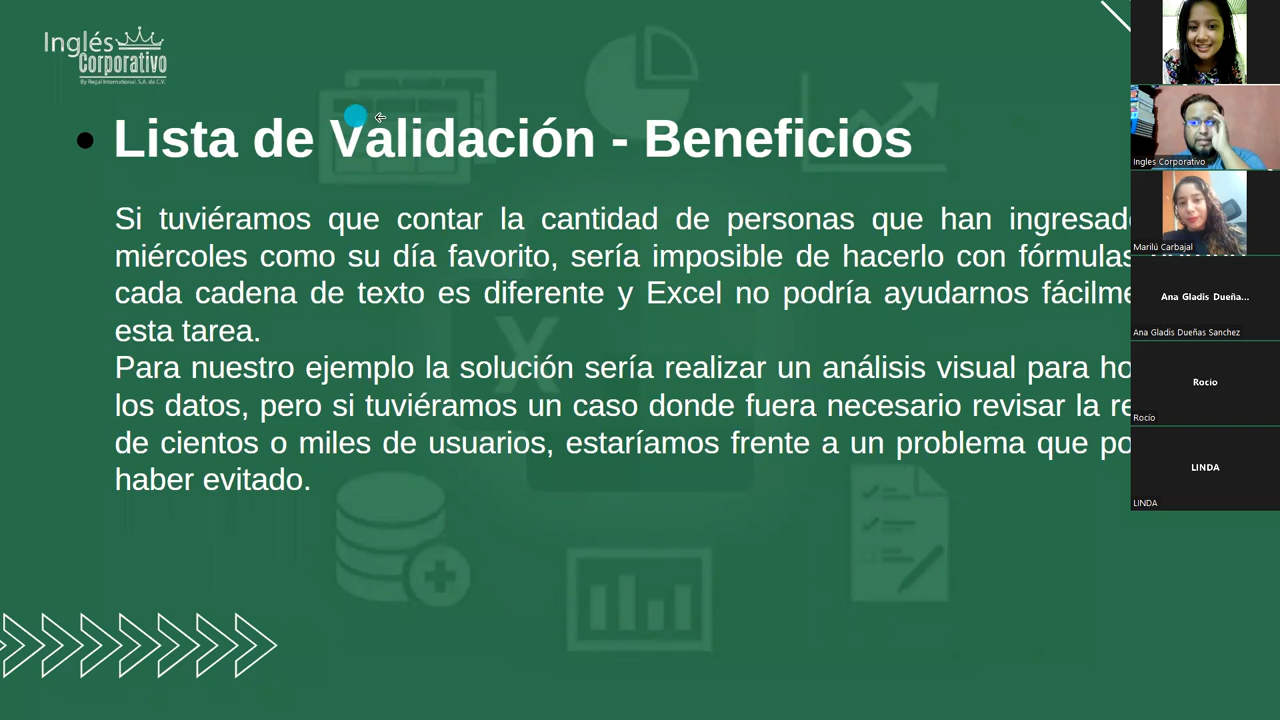 Inglés
Corporativo
By Regal International, S.A. de C.V.
Lista de Validación - Beneficios
Si tuviéramos que contar la cantidad de personas que han
miércoles como su día favorito, sería imposible de hacerlo con fórmulas
cada cadena de texto es diferente y Excel no podría ayudarnos
esta tarea.
Para nuestro ejemplo la solución sería realizar un análisis visual para
los datos, pero si tuviéramos un caso donde fuera necesario revisar la
de cientos o miles de usuarios, estaríamos frente a un problema que
haber evitado.
Ingles Corporativo
Marilú Carbajal
Ana Gladis Dueña...
Ana Gladis Dueñas Sanchez
Rocío
Rocío
LINDA
LINDA